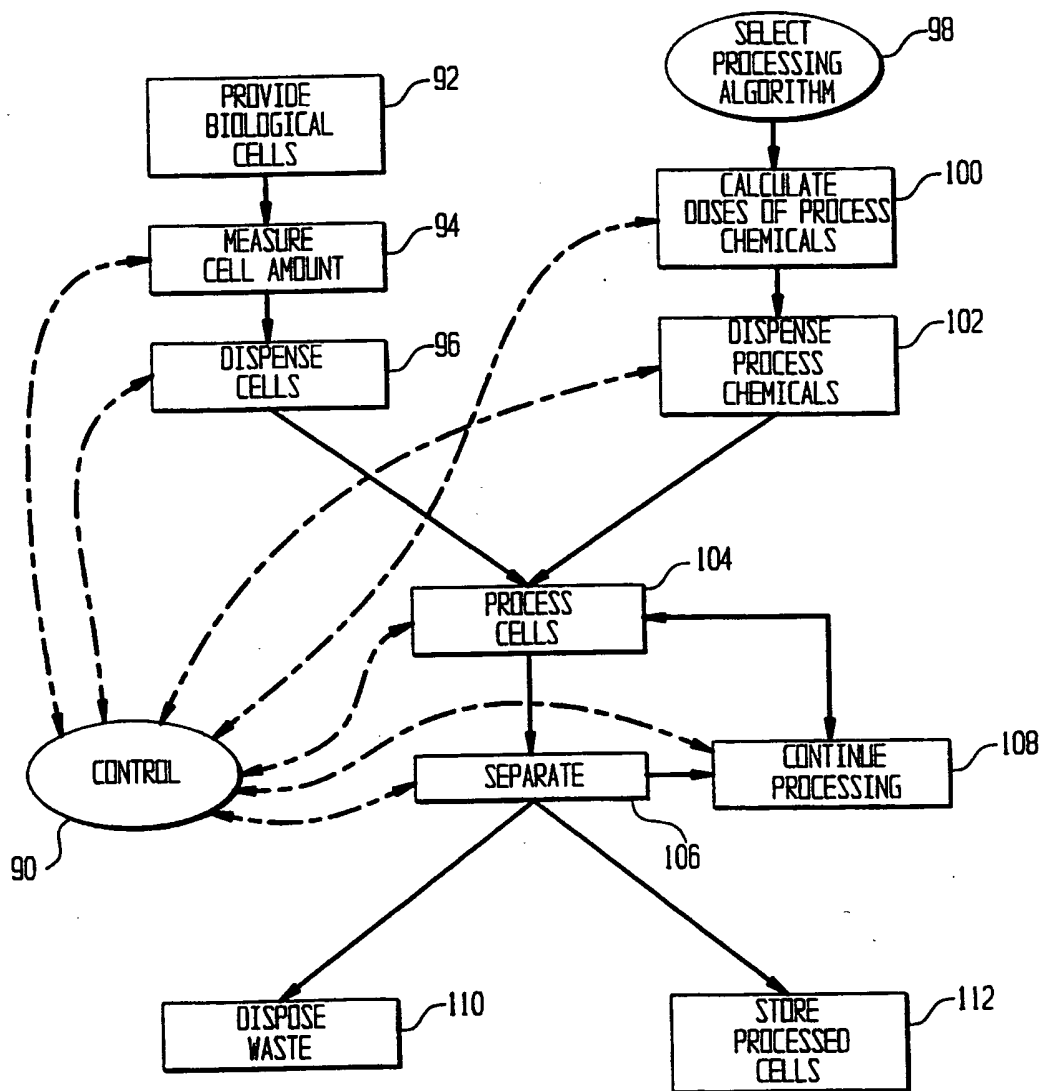 SELECT
PROCESSING
ALGORITHM
98
PROVIDE
BIOLOGICAL
CELLS
92
CALCULATE
DOSES OF PROCESS
CHEMICALS
100
MEASURE
CELL AMOUNT
94
DISPENSE
PROCESS
CHEMICALS
102
DISPENSE
CELLS
96
PROCESS
CELLS
104
CONTROL
90
SEPARATE
106
CONTINUE
PROCESSING
108
DISPOSE
WASTE
110
STORE
PROCESSED
CELLS
112